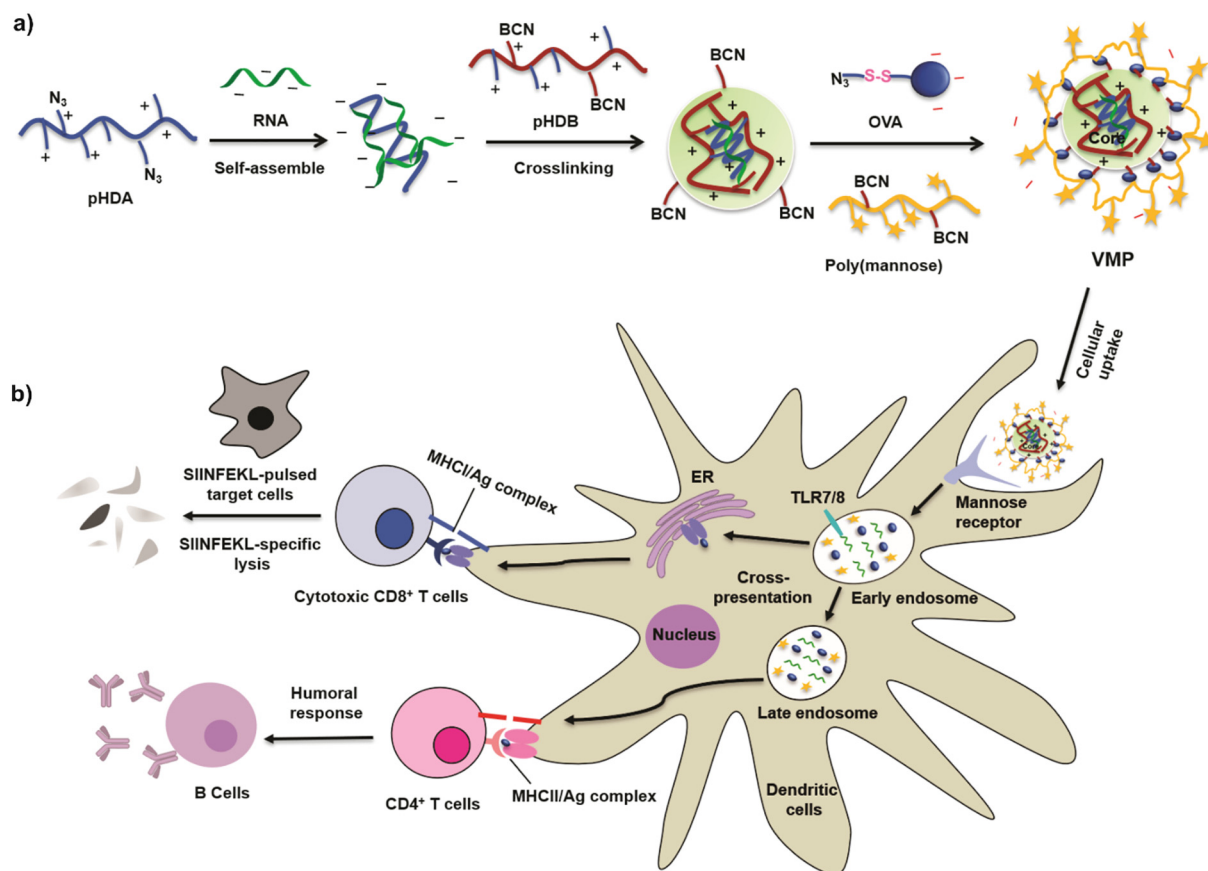 a)
N3
+
+
+
+
N3
pHDA
RNA
Self-assemble
BCN
+
+
+
+
BCN
pHDB
Crosslinking
BCN
BCN
BCN
N3
S-S
OVA
BCN
BCN
Poly(mannose)
Core
VMP
Cellular
uptake
b)
SIINFEKL-pulsed
target cells
SIINFEKL-specific
lysis
MHCI/Ag complex
Cytotoxic CD8+ T cells
ER
TLR7/8
Core
Mannose
receptor
Cross-
presentation
Early endosome
Nucleus
Late endosome
Humoral
response
B Cells
CD4+ T cells
MHCII/Ag complex
Dendritic
cells